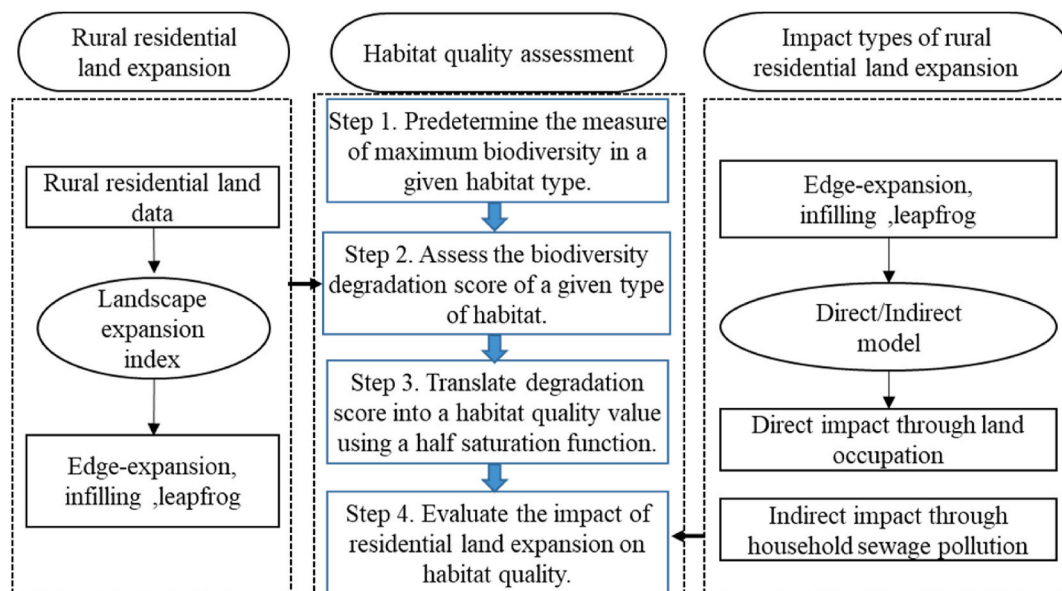 Rural residential
land expansion
Rural residential land
data
Landscape
expansion
index
Edge-expansion,
infilling ,leapfrog
Habitat quality assessment
Step 1. Predetermine the measure
of maximum biodiversity in a
given habitat type.
Step 2. Assess the biodiversity
degradation score of a given type
of habitat.
Step 3. Translate degradation
score into a habitat quality value
using a half saturation function.
Step 4. Evaluate the impact of
residential land expansion on
habitat quality.
Impact types of rural
residential land expansion
Edge-expansion,
infilling ,leapfrog
Direct/Indirect
model
Direct impact through land
occupation
Indirect impact through
household sewage pollution